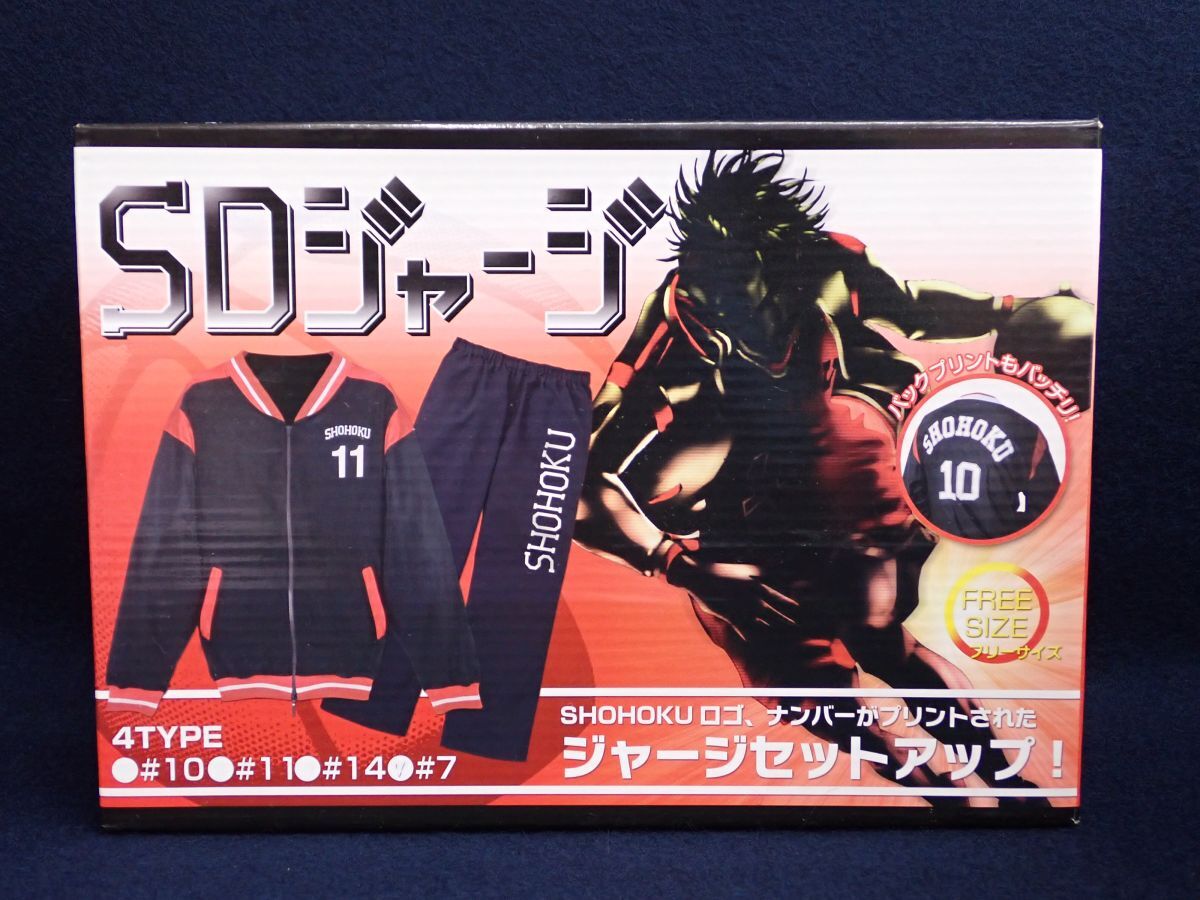 SDジャージ
SHOHOKU
11
SHOHOKU
バックプリントもバッチリ!
SHOHOKU
10
FREE
SIZE
フリーサイズ
4TYPE
#10 #11 #14 #7
SHOHOKU ロゴ、ナンバーがプリントされた
ジャージセットアップ!